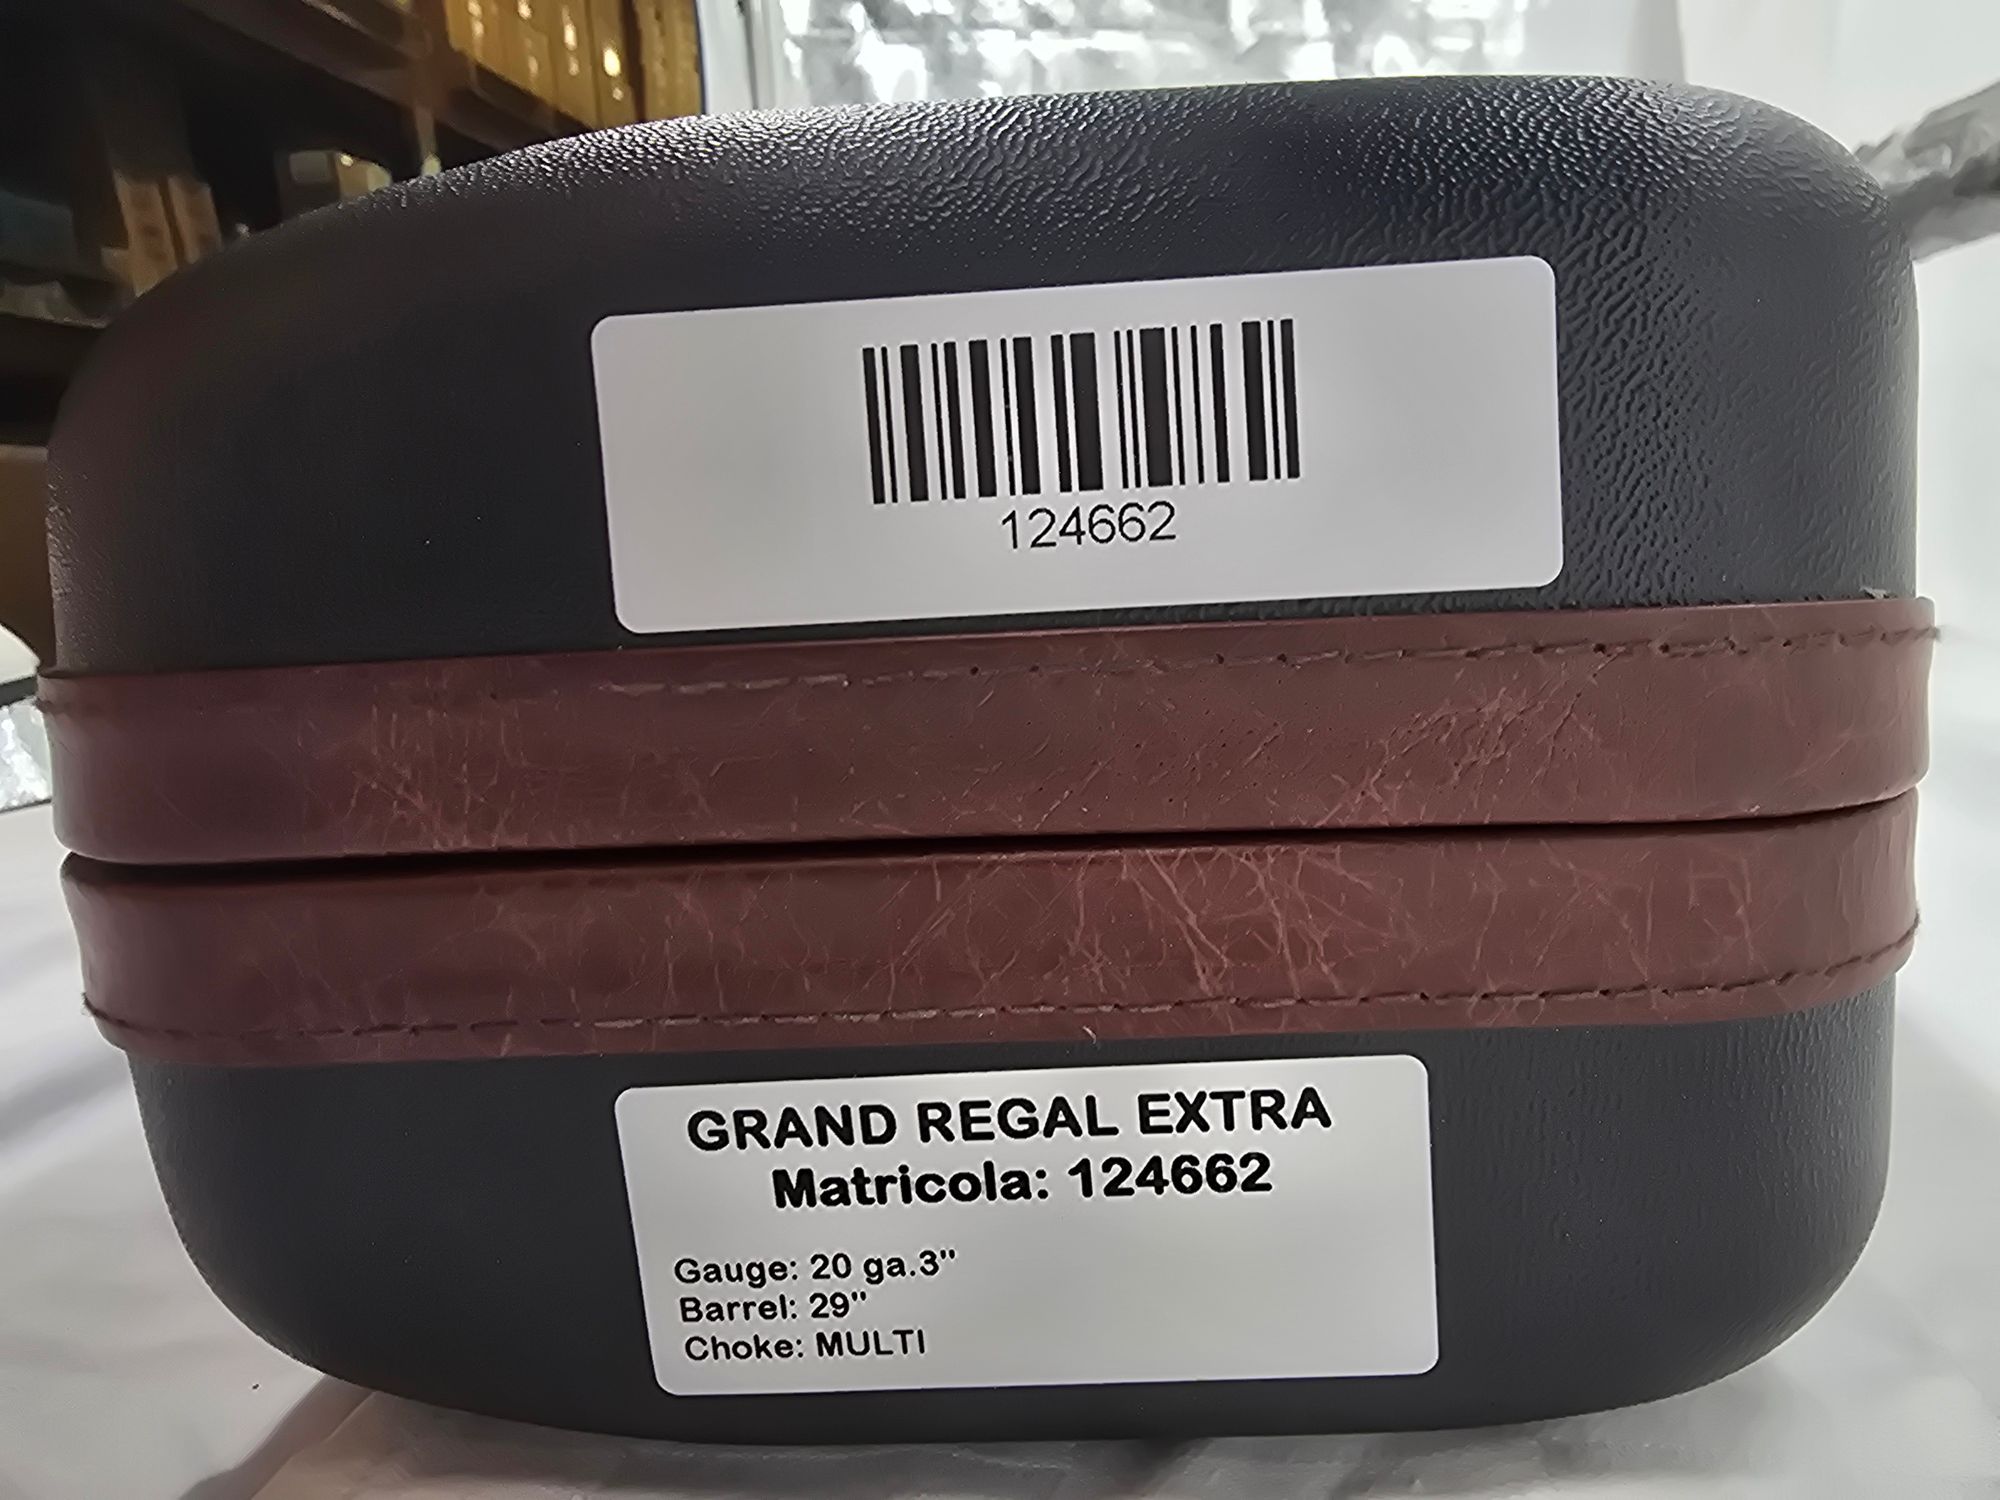 124662
GRAND REGAL EXTRA
Matricola: 124662
Gauge: 20 ga.3"
Barrel: 29"
Choke: MULTI